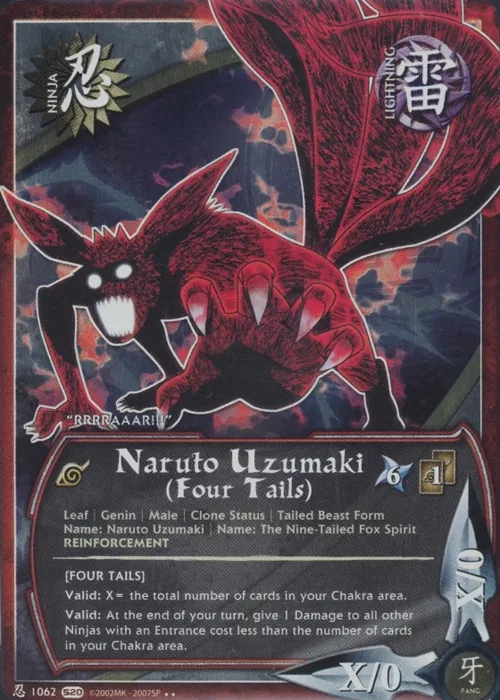 NINJA
忍
LIGHTNING
雷
"RRRRAAAR!!!"
Naruto Uzumaki
(Four Tails)
6
1
Leaf | Genin | Male | Clone Status | Tailed Beast Form
Name: Naruto Uzumaki | Name: The Nine-Tailed Fox Spirit
REINFORCEMENT
[FOUR TAILS]
Valid: X= the total number of cards in your Chakra area.
Valid: At the end of your turn, give 1 Damage to all other
Ninjas with an Entrance cost less than the number of cards
in your Chakra area.
X/0
X/0
牙
FANG
忍 1062 S20 ©2002MK - 2007SP ••